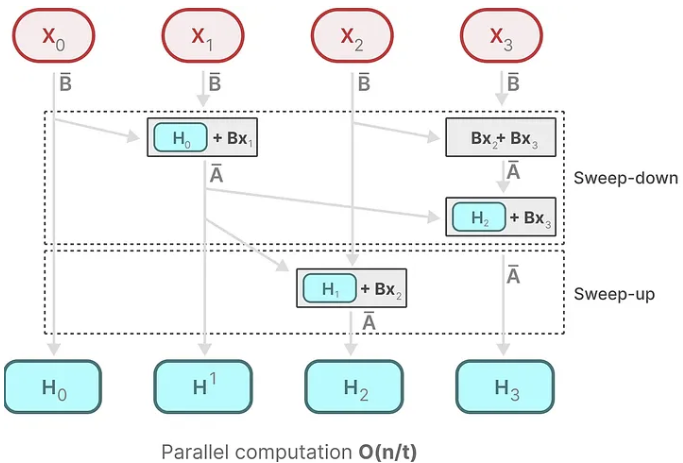 X₀ X₁ X₂ X₃
B̅ B̅ B̅ B̅
H₀ + Bx₁
Bx₂+ Bx₃
A̅ A̅
Sweep-down
H₂ + Bx₃
A̅
H₁ + Bx₂
Sweep-up
A̅
H₀ H¹ H₂ H₃
Parallel computation O(n/t)